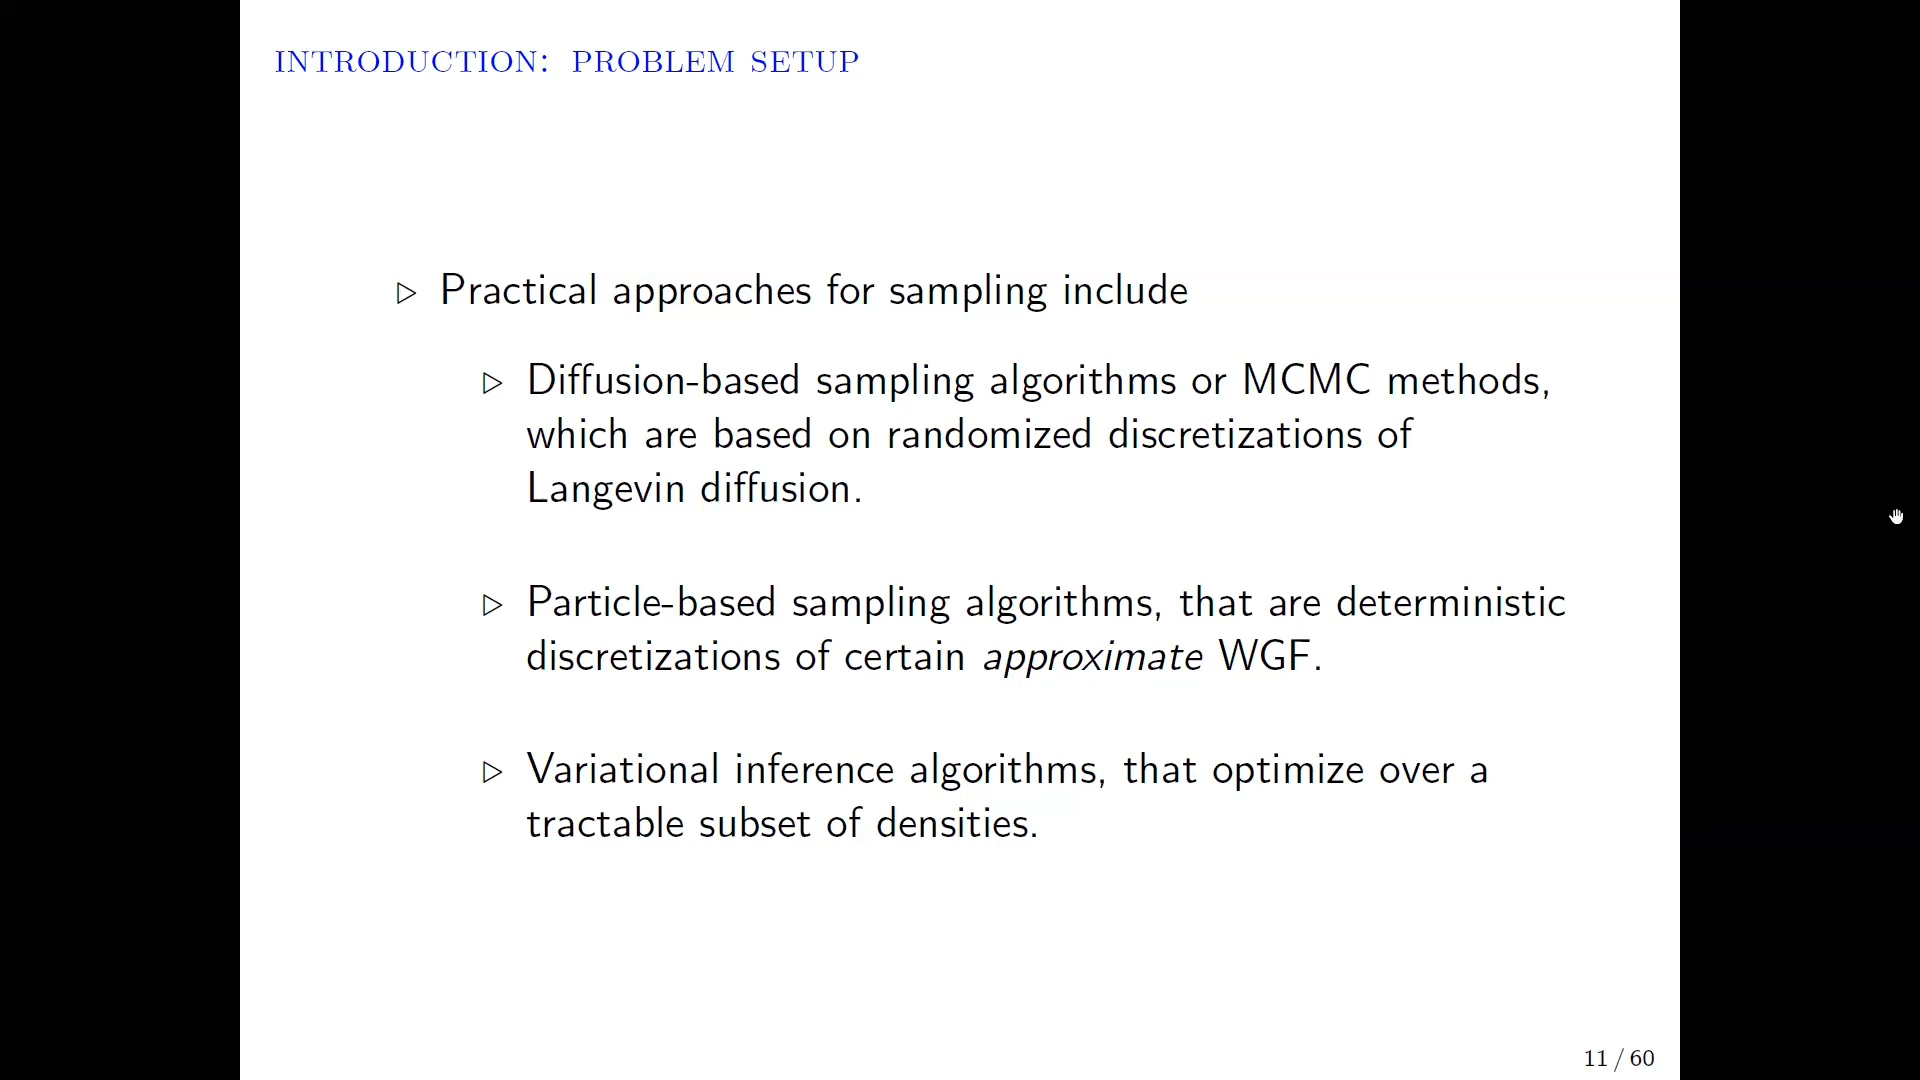 INTRODUCTION: PROBLEM SETUP
▷ Practical approaches for sampling include
▷ Diffusion-based sampling algorithms or MCMC methods,
which are based on randomized discretizations of
Langevin diffusion.
▷ Particle-based sampling algorithms, that are deterministic
discretizations of certain approximate WGF.
▷ Variational inference algorithms, that optimize over a
tractable subset of densities.
11 / 60